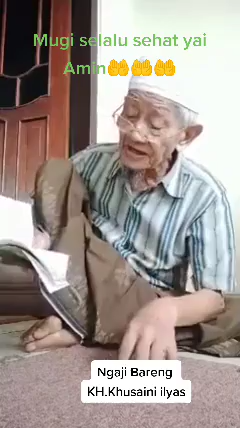 Mugi selalu sehat yai
Amin🤲🤲🤲
Ngaji Bareng
KH.Khusaini ilyas